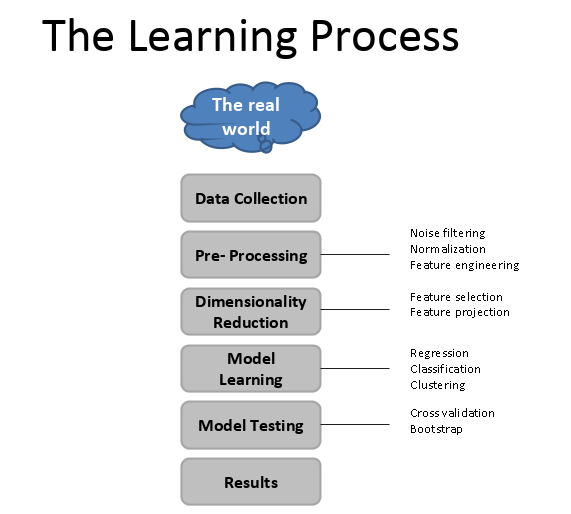 The Learning Process
The real
world
Data Collection
Pre- Processing
Noise filtering
Normalization
Feature engineering
Dimensionality
Reduction
Feature selection
Feature projection
Model
Learning
Regression
Classification
Clustering
Model Testing
Cross validation
Bootstrap
Results